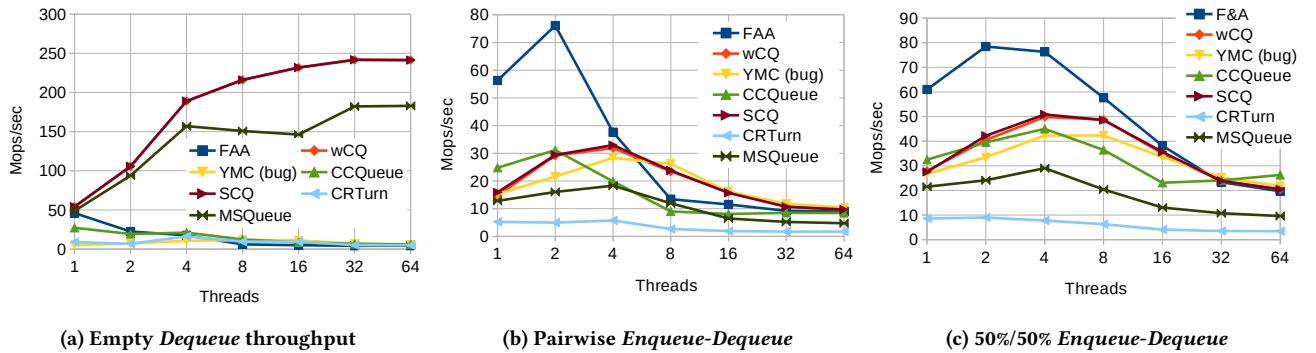 300
250
200
150
100
50
0
Mops/sec
FAA
wCQ
YMC (bug)
CCQueue
SCQ
CRTurn
MSQueue
1 2 4 8 16 32 64
Threads
(a) Empty Dequeue throughput
80
70
60
50
40
30
20
10
0
Mops/sec
FAA
wCQ
YMC (bug)
CCQueue
SCQ
CRTurn
MSQueue
1 2 4 8 16 32 64
Threads
(b) Pairwise Enqueue-Dequeue
90
80
70
60
50
40
30
20
10
0
Mops/sec
F&A
wCQ
YMC (bug)
CCQueue
SCQ
CRTurn
MSQueue
1 2 4 8 16 32 64
Threads
(c) 50%/50% Enqueue-Dequeue